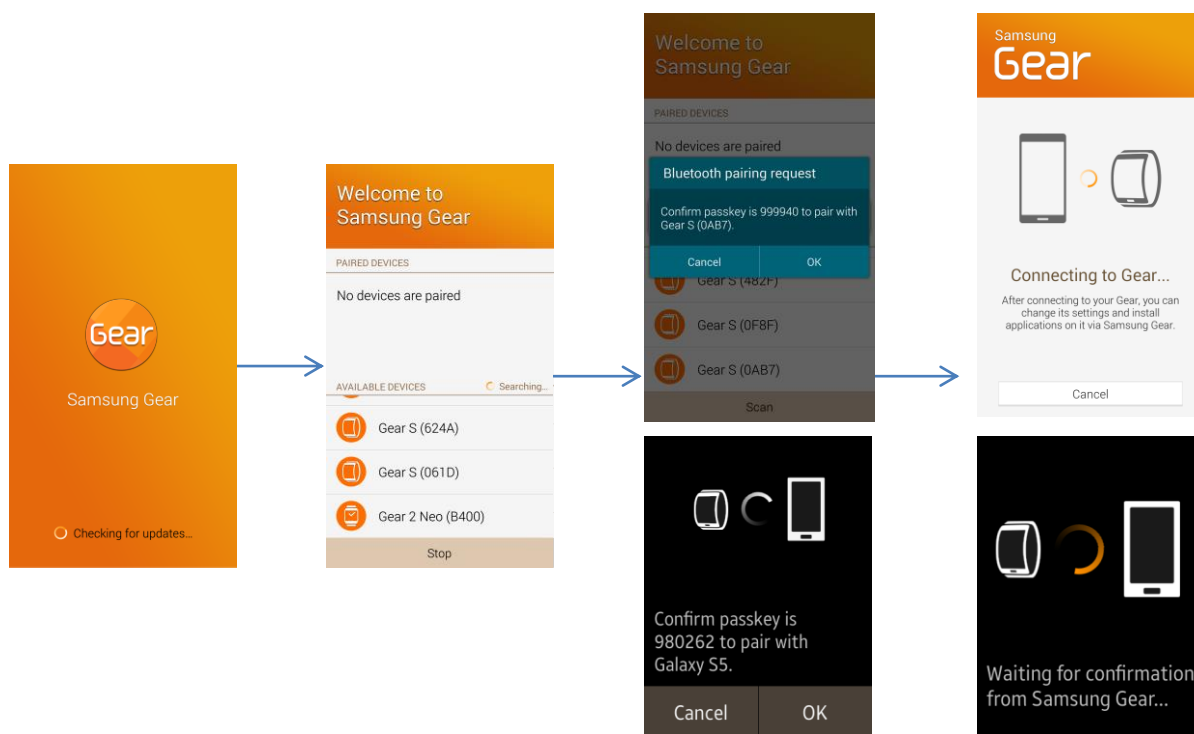 Gear
Samsung Gear
Checking for updates...
Welcome to
Samsung Gear
PAIRED DEVICES
No devices are paired
AVAILABLE DEVICES
Searching...
Gear S (624A)
Gear S (061D)
Gear 2 Neo (B400)
Stop
Welcome to
Samsung Gear
PAIRED DEVICES
No devices are paired
Bluetooth pairing request
Confirm passkey is 999940 to pair with
Gear S (0AB7).
Cancel
OK
Gear S (482F)
Gear S (0F8F)
Gear S (0AB7)
Scan
Confirm passkey is
980262 to pair with
Galaxy S5.
Cancel
OK
Samsung
Gear
Connecting to Gear...
After connecting to your Gear, you can
change its settings and install
applications on it via Samsung Gear.
Cancel
Waiting for confirmation
from Samsung Gear...